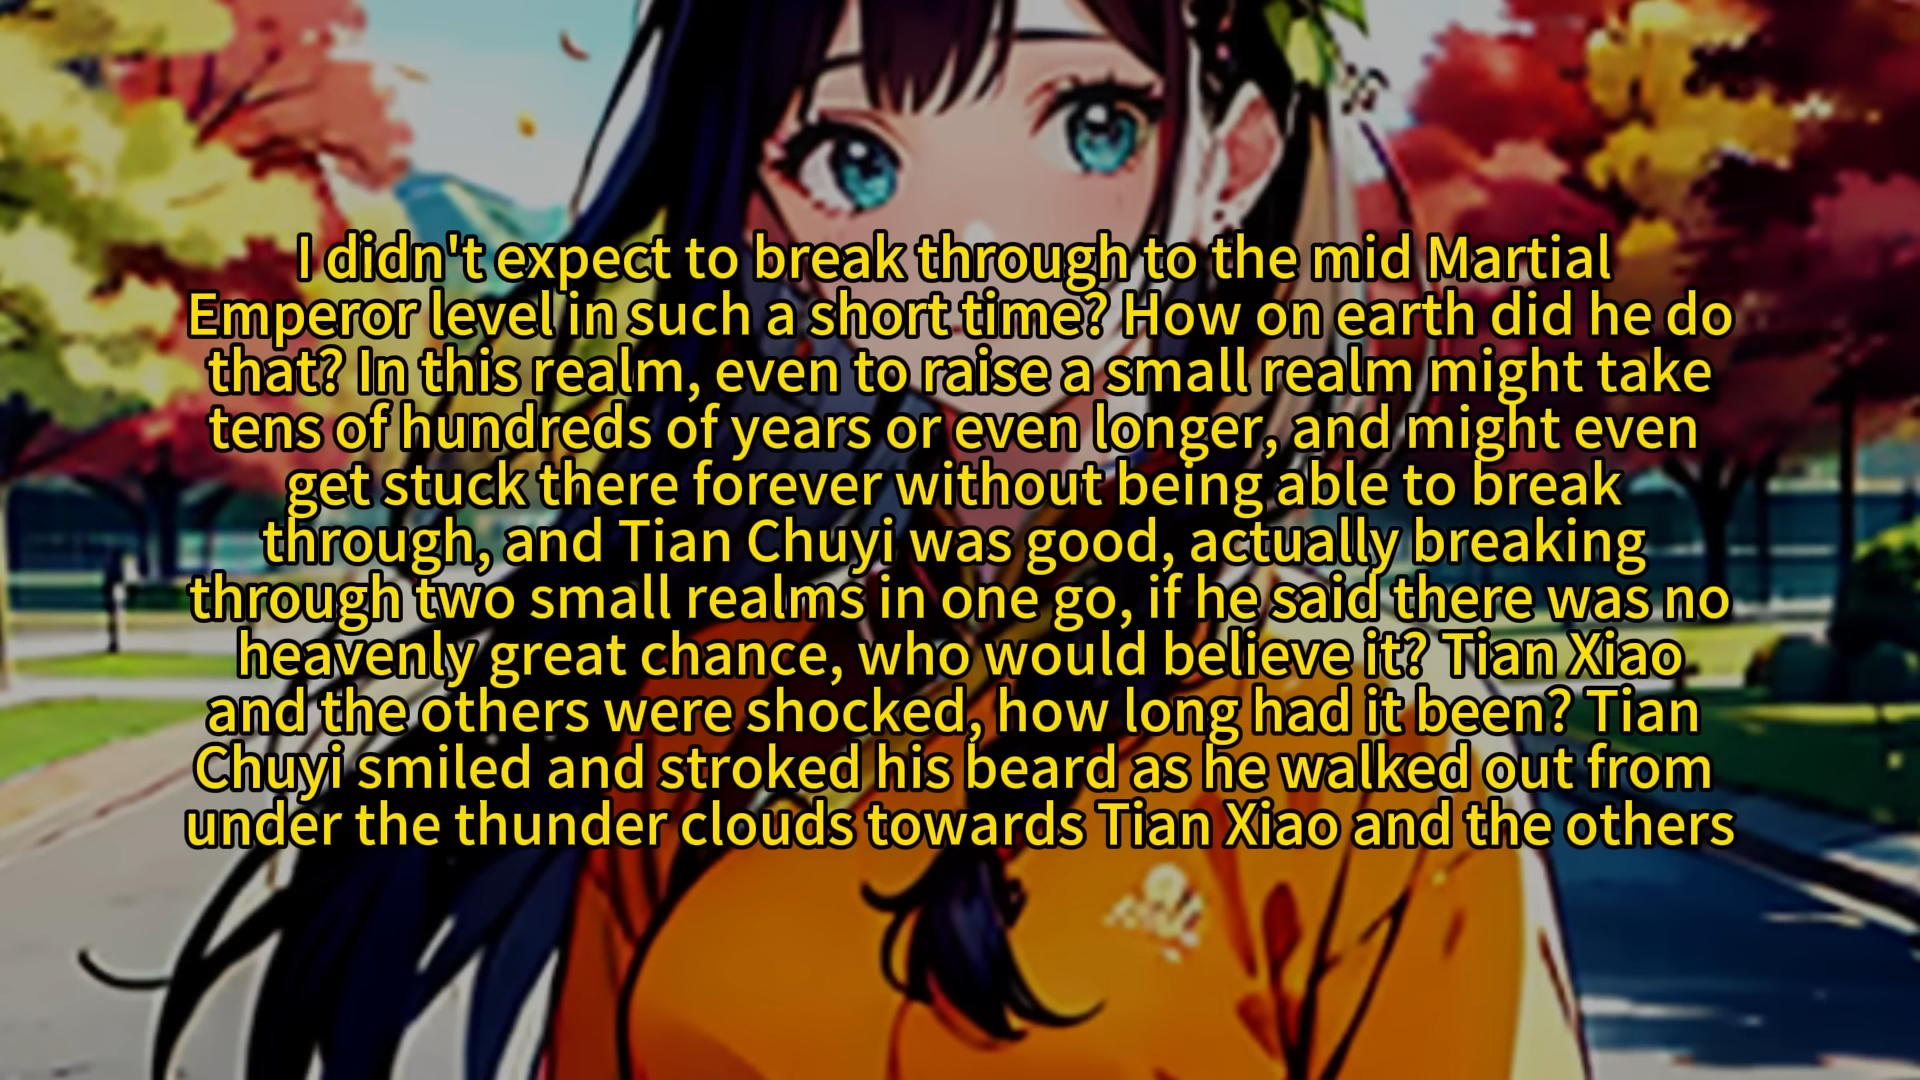 I didn't expect to break through to the mid Martial
Emperor level in such a short time? How on earth did he do
that? In this realm, even to raise a small realm might take
tens of hundreds of years or even longer, and might even
get stuck there forever without being able to break
through, and Tian Chuyi was good, actually breaking
through two small realms in one go, if he said there was no
heavenly great chance, who would believe it? Tian Xiao
and the others were shocked, how long had it been? Tian
Chuyi smiled and stroked his beard as he walked out from
under the thunder clouds towards Tian Xiao and the others